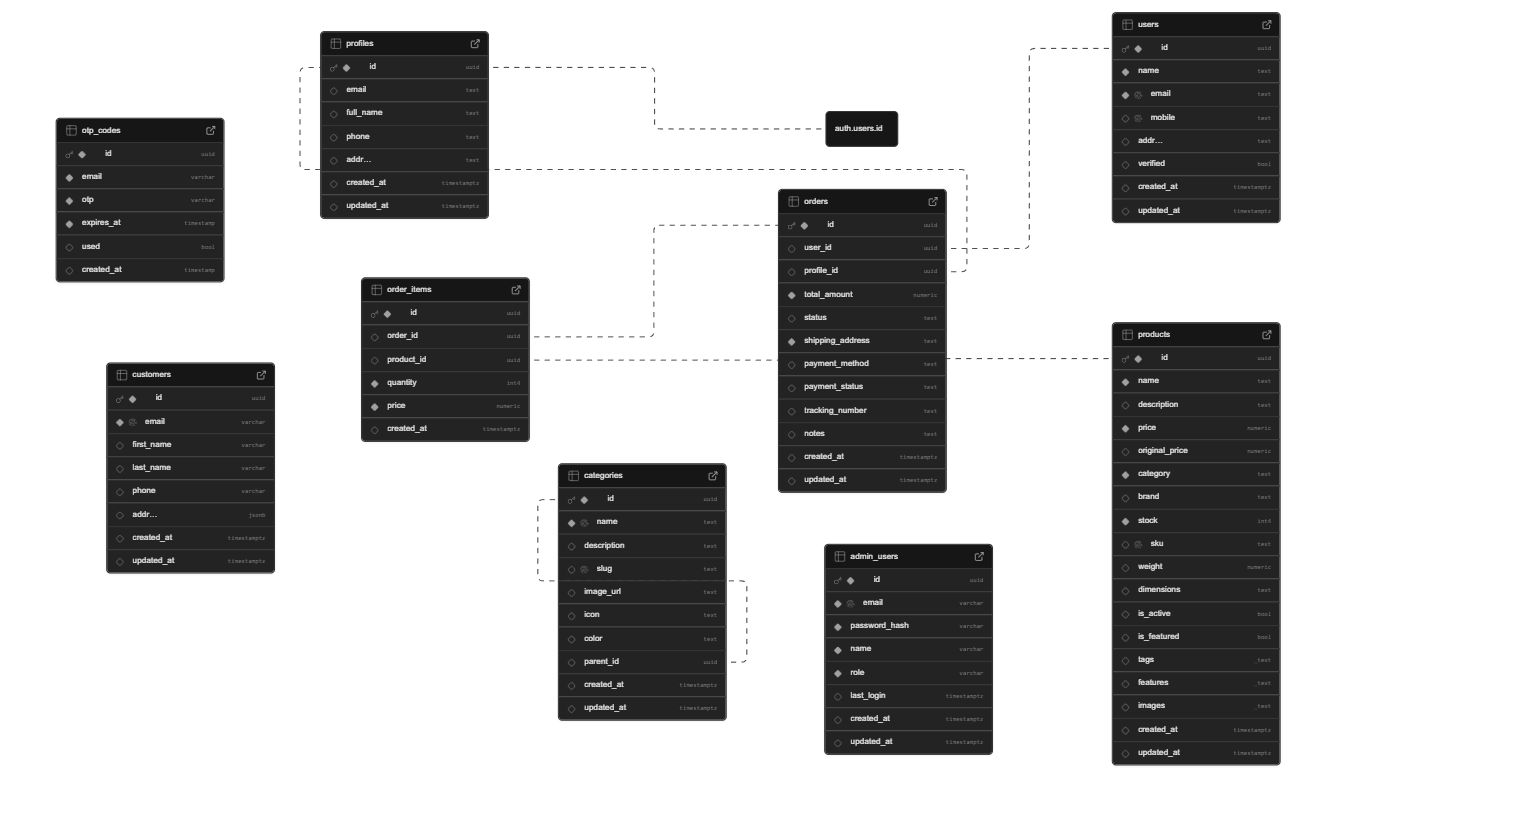 profiles
id uuid
email text
full_name text
phone text
addr... text
created_at timestamptz
updated_at timestamptz
users
id uuid
name text
email text
mobile text
addr... text
verified bool
created_at timestamptz
updated_at timestamptz
auth.users.id
otp_codes
id uuid
email varchar
otp varchar
expires_at timestamp
used bool
created_at timestamp
orders
id uuid
user_id uuid
profile_id uuid
total_amount numeric
status text
shipping_address text
payment_method text
payment_status text
tracking_number text
notes text
created_at timestamptz
updated_at timestamptz
order_items
id uuid
order_id uuid
product_id uuid
quantity int4
price numeric
created_at timestamptz
products
id uuid
name text
description text
price numeric
original_price numeric
category text
brand text
stock int4
sku text
weight numeric
dimensions text
is_active bool
is_featured bool
tags _text
features _text
images _text
created_at timestamptz
updated_at timestamptz
customers
id uuid
email varchar
first_name varchar
last_name varchar
phone varchar
addr... jsonb
created_at timestamptz
updated_at timestamptz
categories
id uuid
name text
description text
slug text
image_url text
icon text
color text
parent_id uuid
created_at timestamptz
updated_at timestamptz
admin_users
id uuid
email varchar
password_hash varchar
name varchar
role varchar
last_login timestamptz
created_at timestamptz
updated_at timestamptz